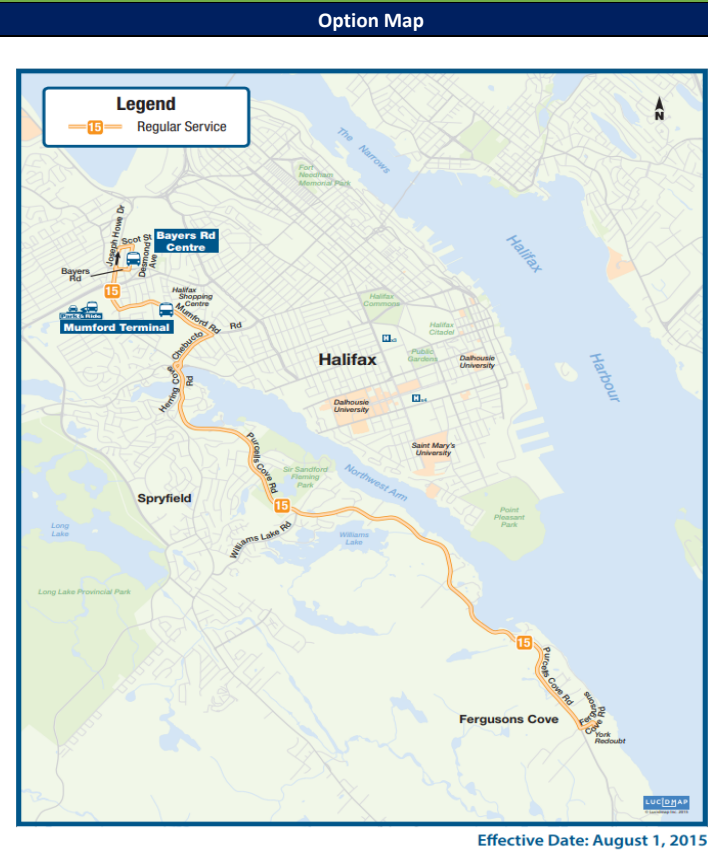 Option Map
Legend
15
Regular Service
N
The Narrows
Fort
Needham
Memorial Park
Joseph Howe Dr
Scot St
Desmond
Ave
Bayers Rd
Centre
Bayers
Rd
15
Halifax
Shopping
Centre
Park & Ride
Mumford Terminal
Mumford Rd
Rd
Chebucto
Herring Cove
Rd
Halifax
Harbour
Halifax
Commons
Halifax
Citadel
Public
Gardens
Halifax
Dalhousie
University
Dalhousie
University
Saint Mary's
University
Purcells Cove Rd
Sir Sandford
Fleming
Park
Northwest Arm
Point
Pleasant
Park
Spryfield
15
Williams Lake Rd
Williams
Lake
Long
Lake
Long Lake Provincial Park
15
Purcells Cove Rd
Fergusons Cove
Fergusons
Cove Rd
York
Redoubt
LUCIDMAP
Effective Date: August 1, 2015